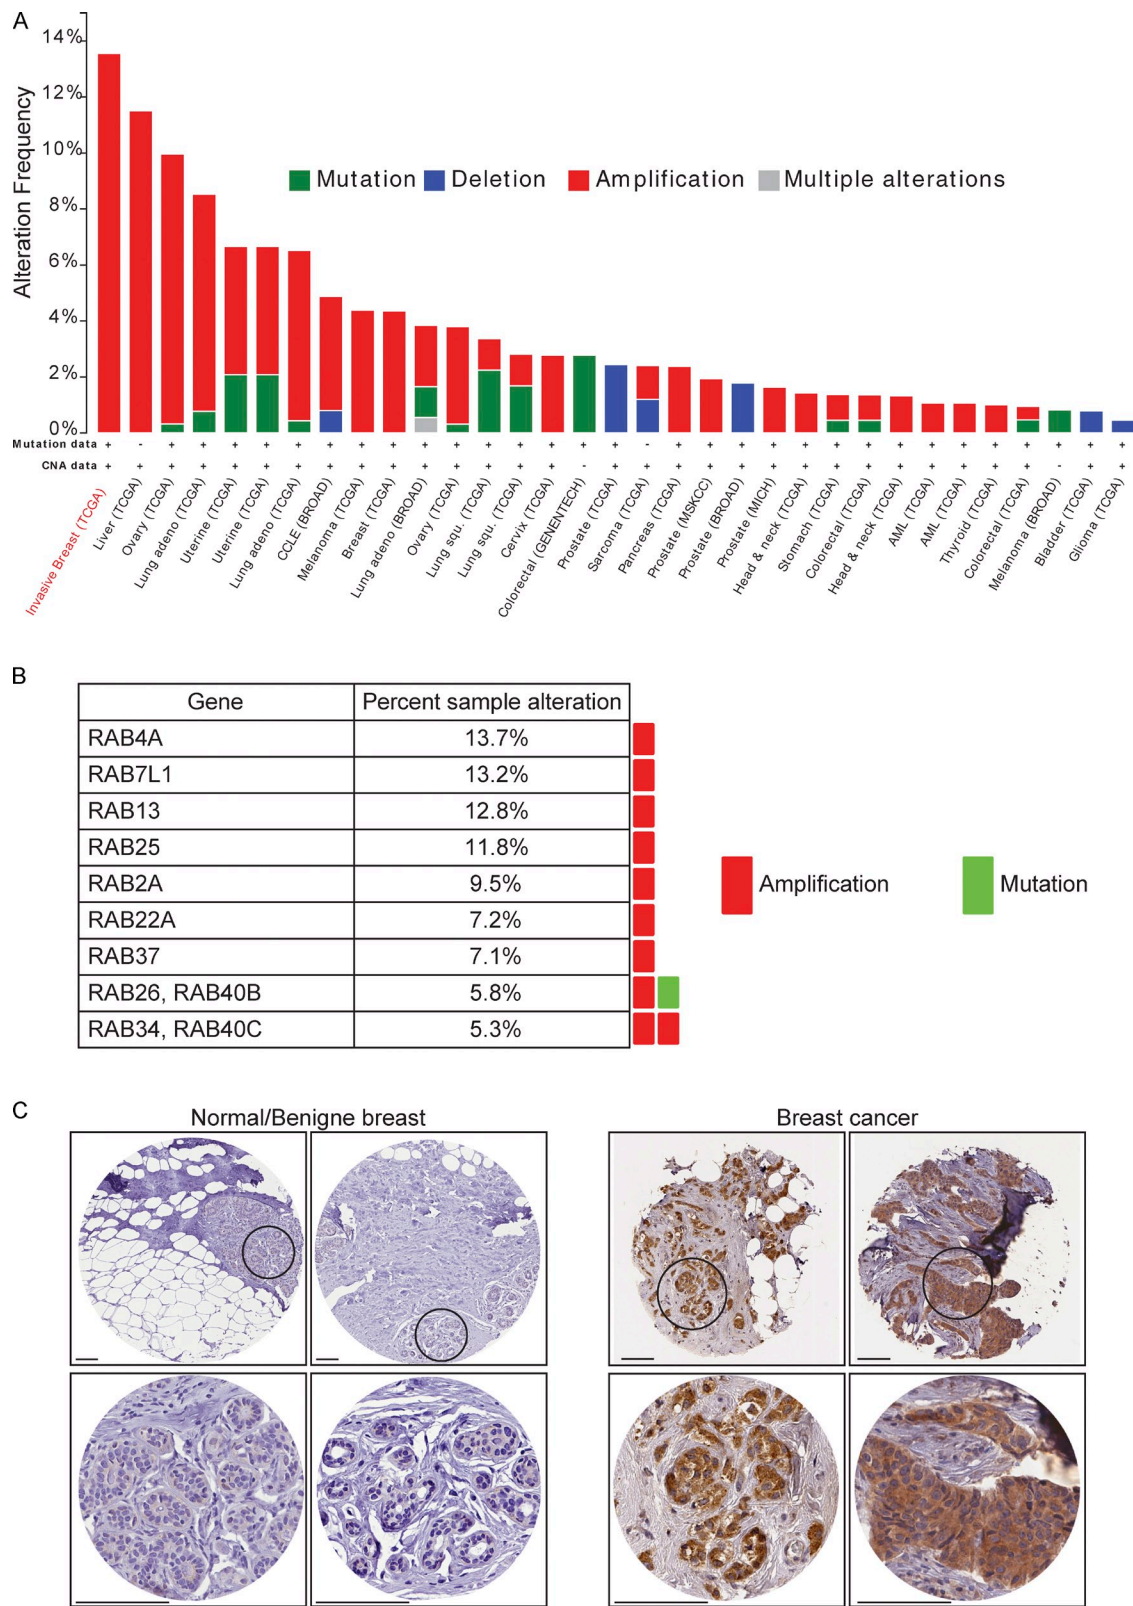 A
Alteration Frequency
14%
12%
10%
8%
6%
4%
2%
0%
Mutation Deletion Amplification Multiple alterations
Mutation data + - + + + + + + + + + + + + + + + - + + + + + + + + + + + + + + +
CNA data + + + + + + + + + + + + + + + - + + + + + + + + + + + + + + - + +
Invasive Breast (TCGA)
Liver (TCGA)
Ovary (TCGA)
Lung adeno (TCGA)
Uterine (TCGA)
Uterine (TCGA)
Lung adeno (TCGA)
CCLE (BROAD)
Melanoma (TCGA)
Breast (TCGA)
Lung adeno (BROAD)
Ovary (TCGA)
Lung squ. (TCGA)
Lung squ. (TCGA)
Cervix (TCGA)
Colorectal (GENENTECH)
Prostate (TCGA)
Sarcoma (TCGA)
Pancreas (TCGA)
Prostate (MSKCC)
Prostate (BROAD)
Prostate (MICH)
Head & neck (TCGA)
Stomach (TCGA)
Colorectal (TCGA)
Head & neck (TCGA)
AML (TCGA)
AML (TCGA)
Thyroid (TCGA)
Colorectal (TCGA)
Melanoma (BROAD)
Bladder (TCGA)
Glioma (TCGA)
B
Gene Percent sample alteration
RAB4A 13.7%
RAB7L1 13.2%
RAB13 12.8%
RAB25 11.8%
RAB2A 9.5%
RAB22A 7.2%
RAB37 7.1%
RAB26, RAB40B 5.8%
RAB34, RAB40C 5.3%
Amplification Mutation
C
Normal/Benigne breast Breast cancer